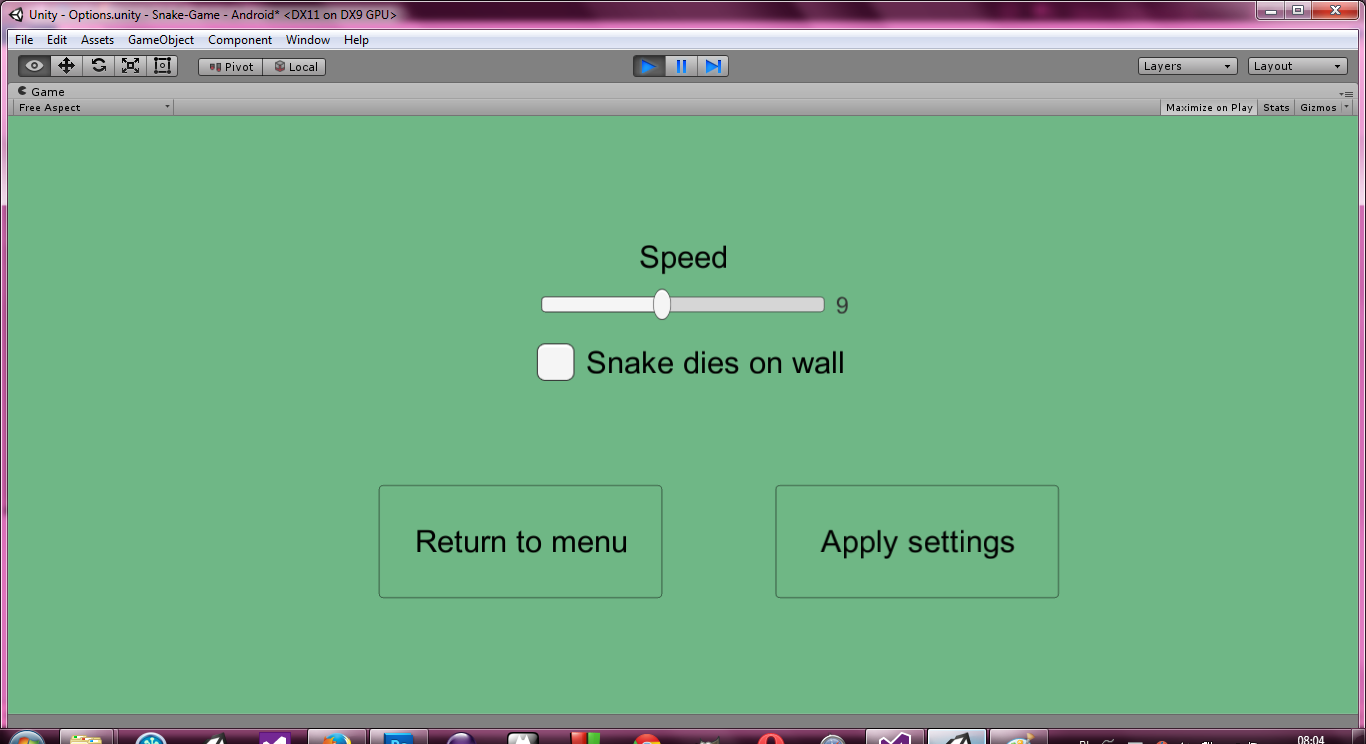 Unity - Options.unity - Snake-Game - Android* <DX11 on DX9 GPU>
File Edit Assets GameObject Component Window Help
Pivot Local Layers Layout
Game
Free Aspect Maximize on Play Stats Gizmos
Speed
9
Snake dies on wall
Return to menu Apply settings
08:04